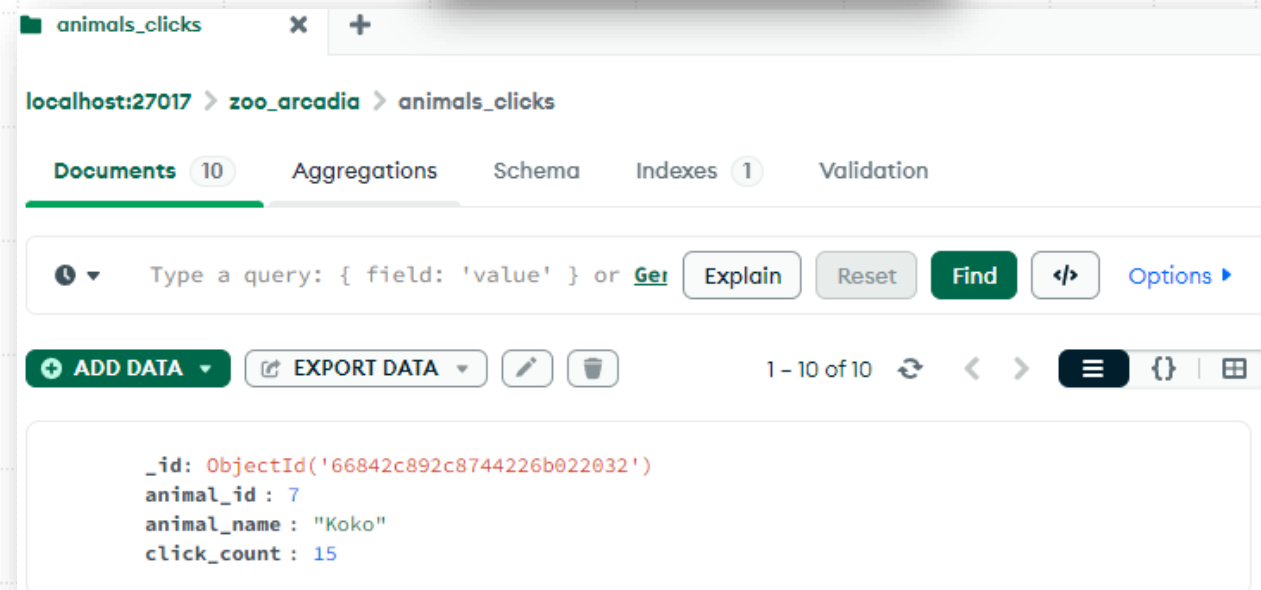 animals_clicks
localhost:27017 > zoo_arcadia > animals_clicks
Documents 10 Aggregations Schema Indexes 1 Validation
Type a query: { field: 'value' } or Ger Explain Reset Find </> Options
ADD DATA EXPORT DATA 1 – 10 of 10 {}
_id: ObjectId('66842c892c8744226b022032')
animal_id : 7
animal_name : "Koko"
click_count : 15